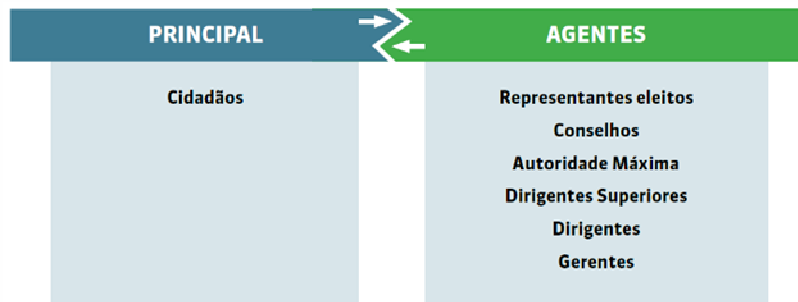 PRINCIPAL
AGENTES
Cidadãos
Representantes eleitos
Conselhos
Autoridade Máxima
Dirigentes Superiores
Dirigentes
Gerentes